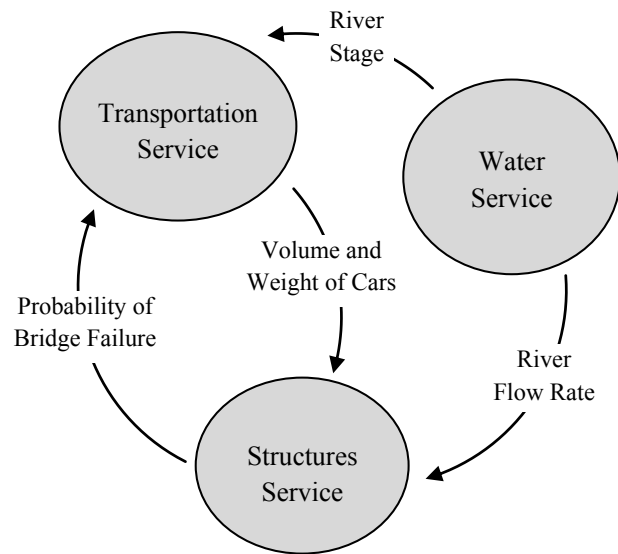 River
Stage
Transportation
Service
Water
Service
Volume and
Weight of Cars
Probability of
Bridge Failure
River
Flow Rate
Structures
Service